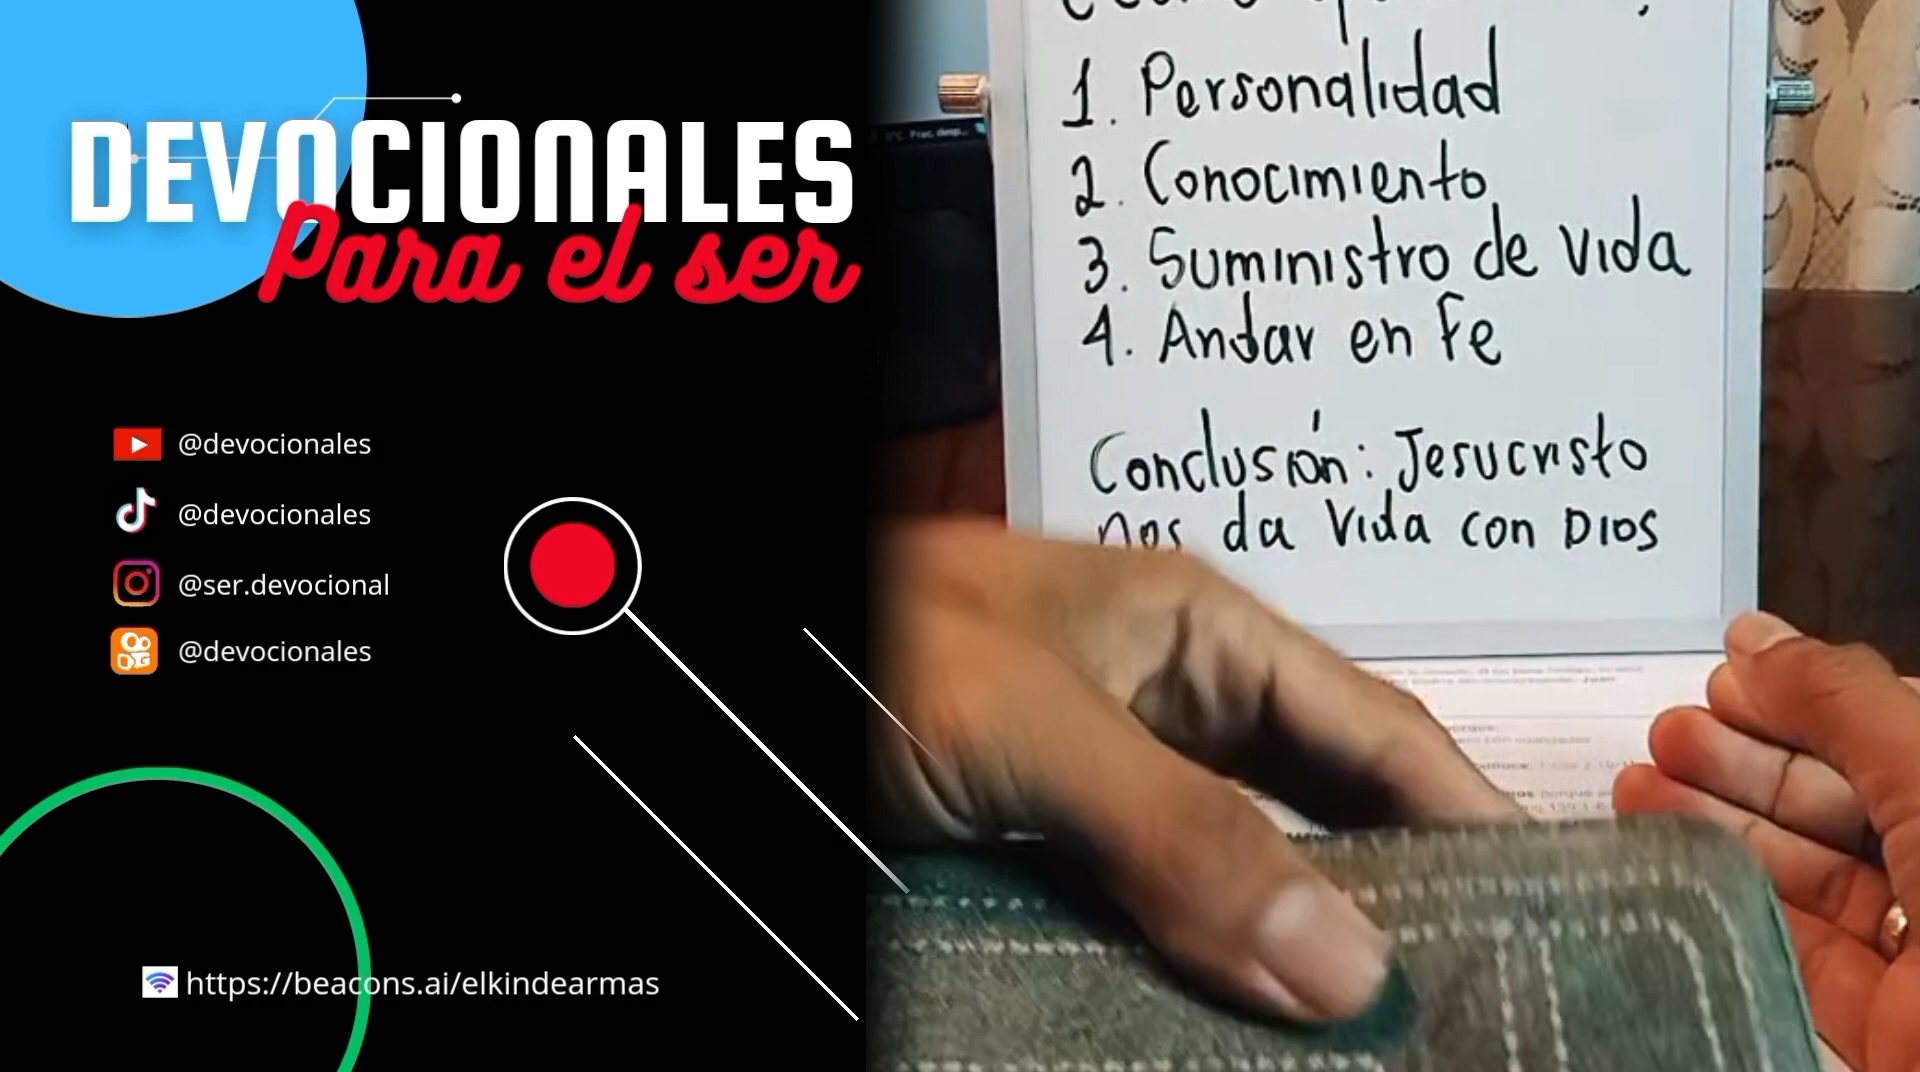 DEVOCIONALES
Para el ser
@devocionales
@devocionales
@ser.devocional
@devocionales
https://beacons.ai/elkindearmas
1. Personalidad
2. Conocimiento
3. Suministro de vida
4. Andar en Fe
Conclusión: Jesucristo
nos da vida con Dios